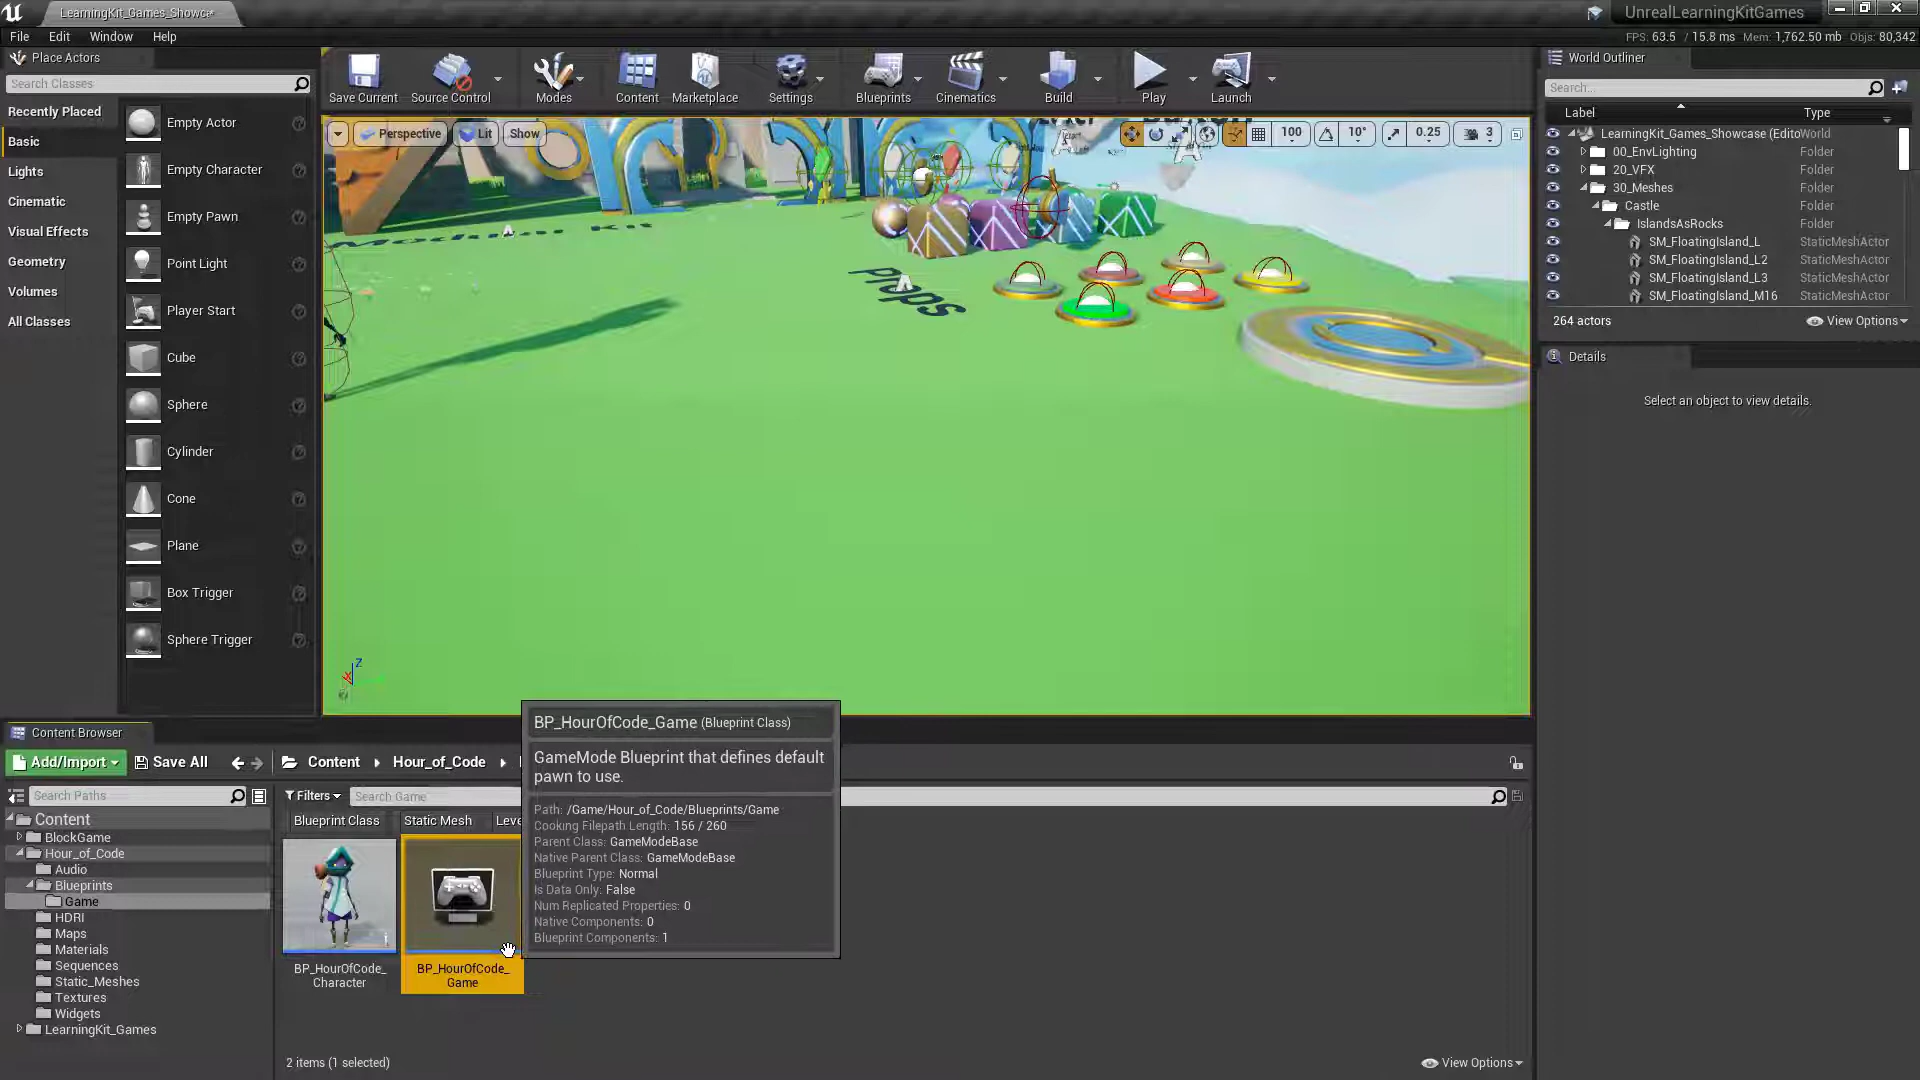 LearningKit_Games_Showca*
UnrealLearningKitGames
File Edit Window Help
FPS: 63.5 / 15.8 ms Mem: 1,762.50 mb Objs: 80,342
Place Actors
Search Classes
Recently Placed
Basic
Lights
Cinematic
Visual Effects
Geometry
Volumes
All Classes
Empty Actor
Empty Character
Empty Pawn
Point Light
Player Start
Cube
Sphere
Cylinder
Cone
Plane
Box Trigger
Sphere Trigger
Save Current
Source Control
Modes
Content
Marketplace
Settings
Blueprints
Cinematics
Build
Play
Launch
Perspective
Lit
Show
100
10°
0.25
3
Modular Kit
Props
Z
X
World Outliner
Search...
Label Type
LearningKit_Games_Showcase (Edito World
00_EnvLighting Folder
20_VFX Folder
30_Meshes Folder
Castle Folder
IslandsAsRocks Folder
SM_FloatingIsland_L StaticMeshActor
SM_FloatingIsland_L2 StaticMeshActor
SM_FloatingIsland_L3 StaticMeshActor
SM_FloatingIsland_M16 StaticMeshActor
264 actors
View Options
Details
Select an object to view details.
Content Browser
Add/Import
Save All
Content
Hour_of_Code
Search Paths
Content
BlockGame
Hour_of_Code
Audio
Blueprints
Game
HDRI
Maps
Materials
Sequences
Static_Meshes
Textures
Widgets
LearningKit_Games
Filters
Search Game
Blueprint Class
Static Mesh
Leve
BP_HourOfCode_
Character
BP_HourOfCode_
Game
2 items (1 selected)
View Options
BP_HourOfCode_Game (Blueprint Class)
GameMode Blueprint that defines default
pawn to use.
Path: /Game/Hour_of_Code/Blueprints/Game
Cooking Filepath Length: 156 / 260
Parent Class: GameModeBase
Native Parent Class: GameModeBase
Blueprint Type: Normal
Is Data Only: False
Num Replicated Properties: 0
Native Components: 0
Blueprint Components: 1